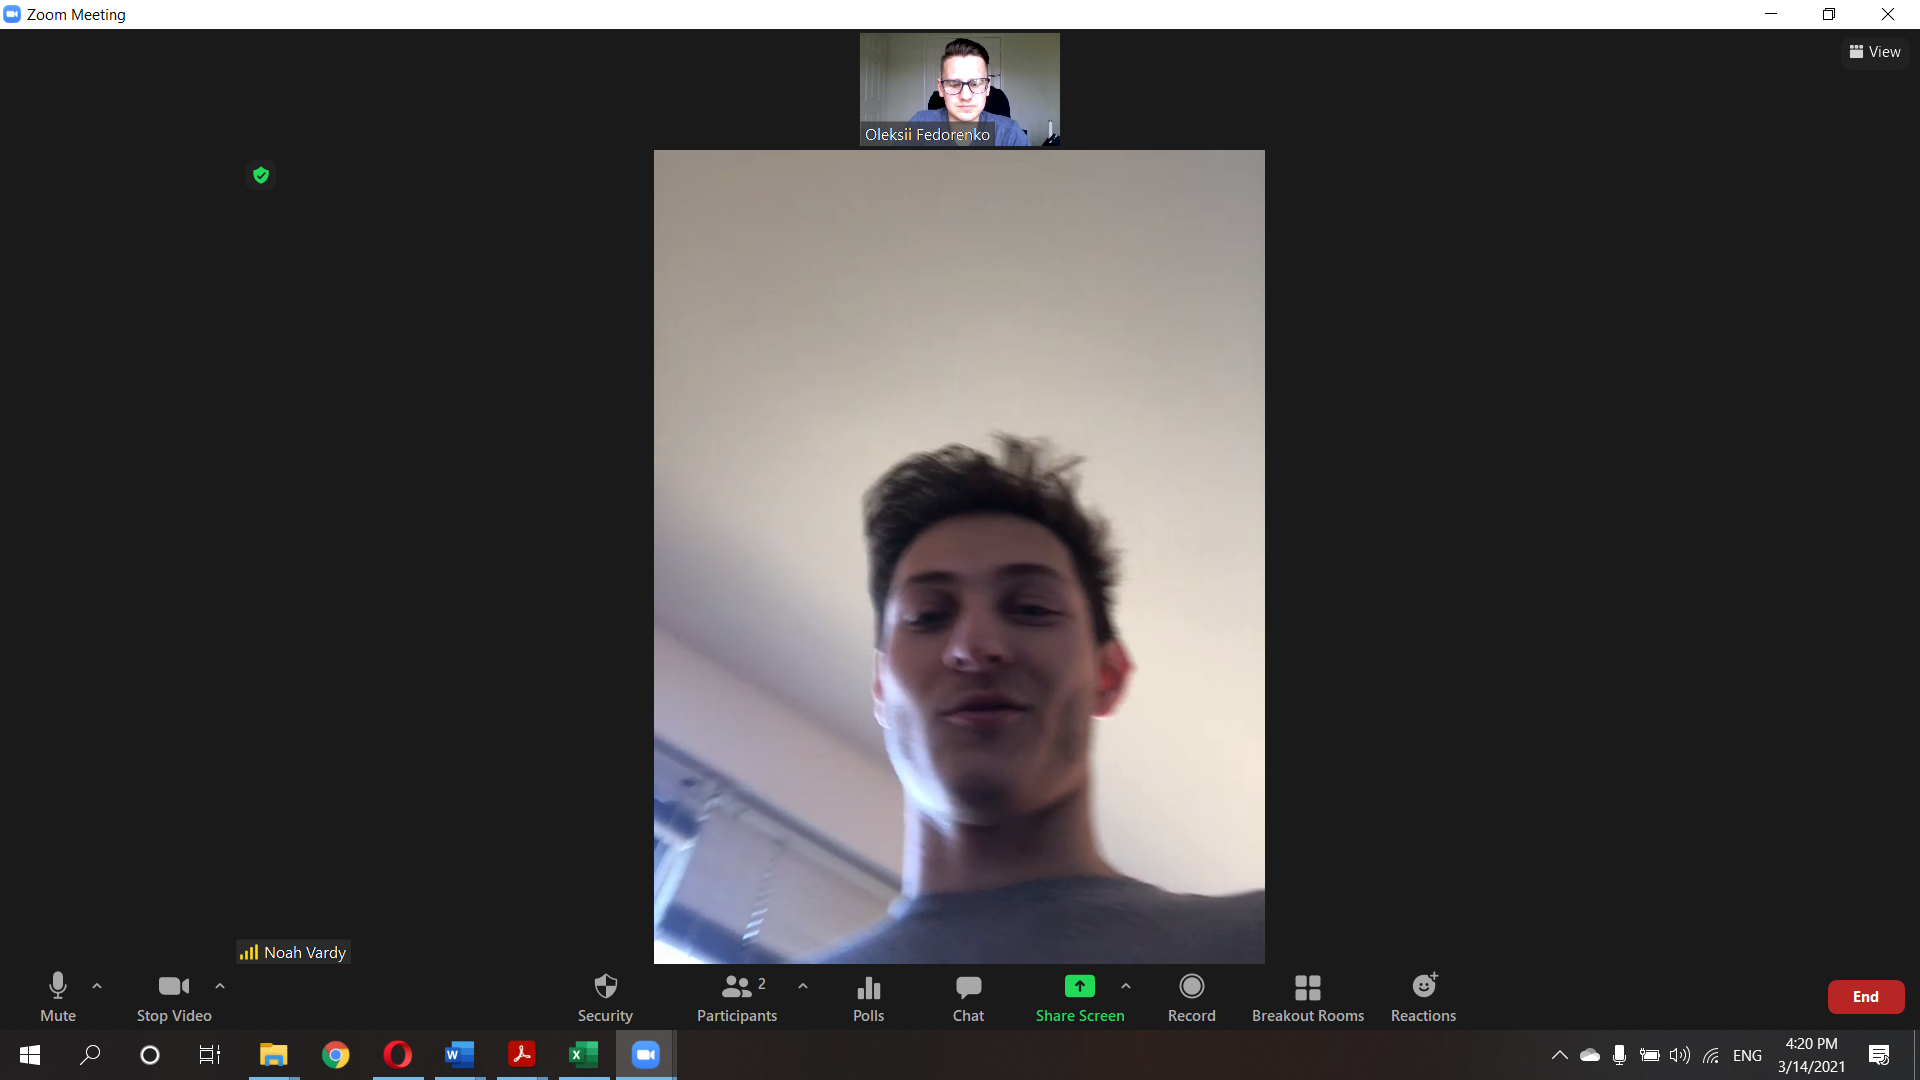 Zoom Meeting
View
Oleksii Fedorenko
Noah Vardy
Mute
Stop Video
Security
2
Participants
Polls
Chat
Share Screen
Record
Breakout Rooms
Reactions
End
ENG
4:20 PM
3/14/2021